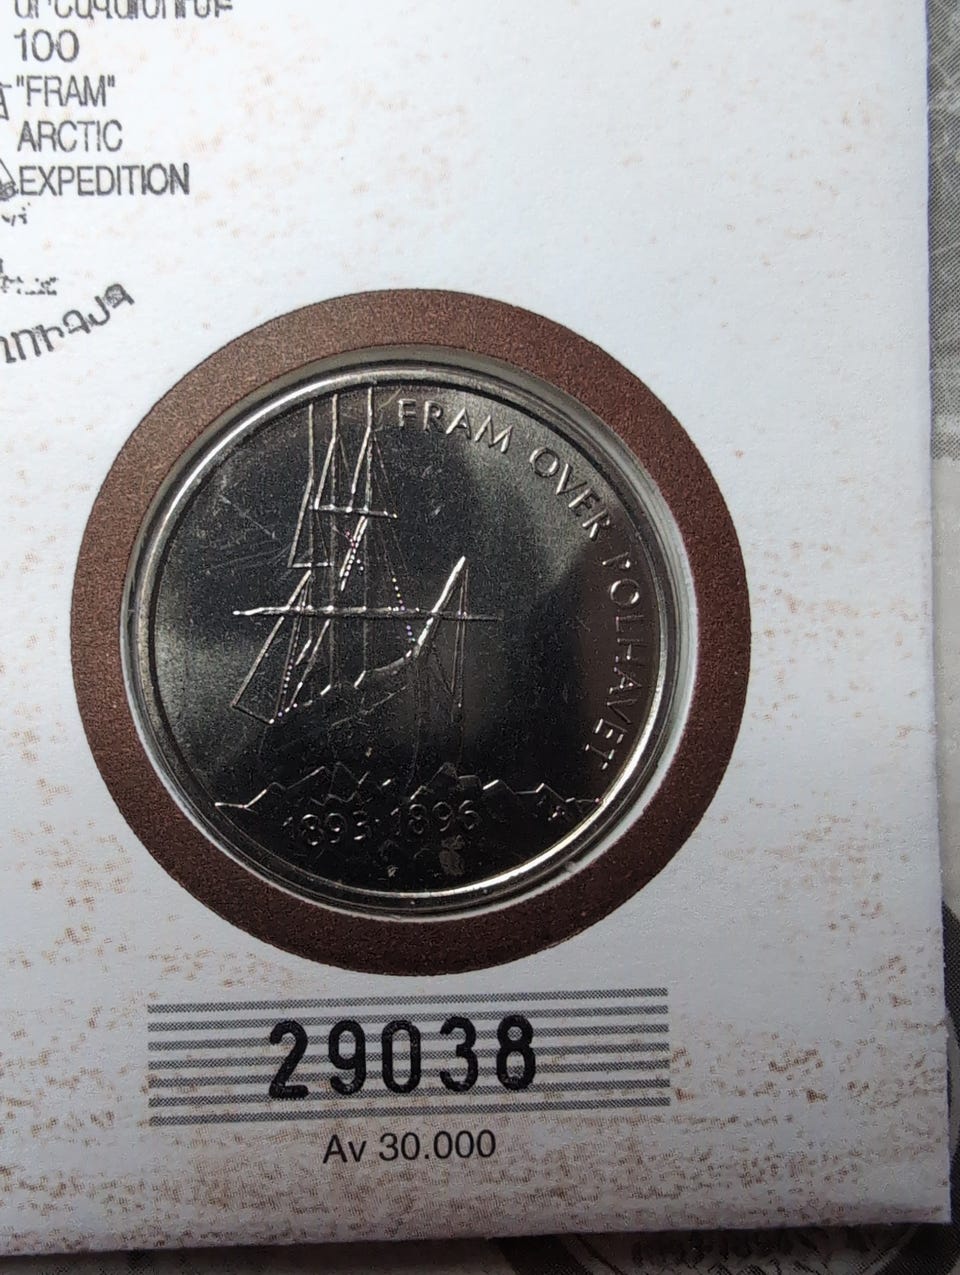 100
"FRAM"
ARCTIC
EXPEDITION
FRAM OVER POLHAVET
1893·1896
29038
Av 30.000